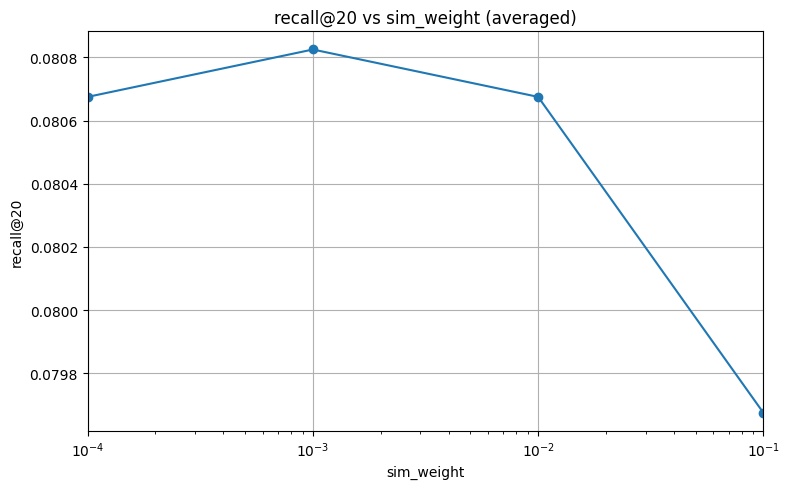 recall@20 vs sim_weight (averaged)
recall@20
0.0808
0.0806
0.0804
0.0802
0.0800
0.0798
10⁻⁴ 10⁻³ 10⁻² 10⁻¹
sim_weight